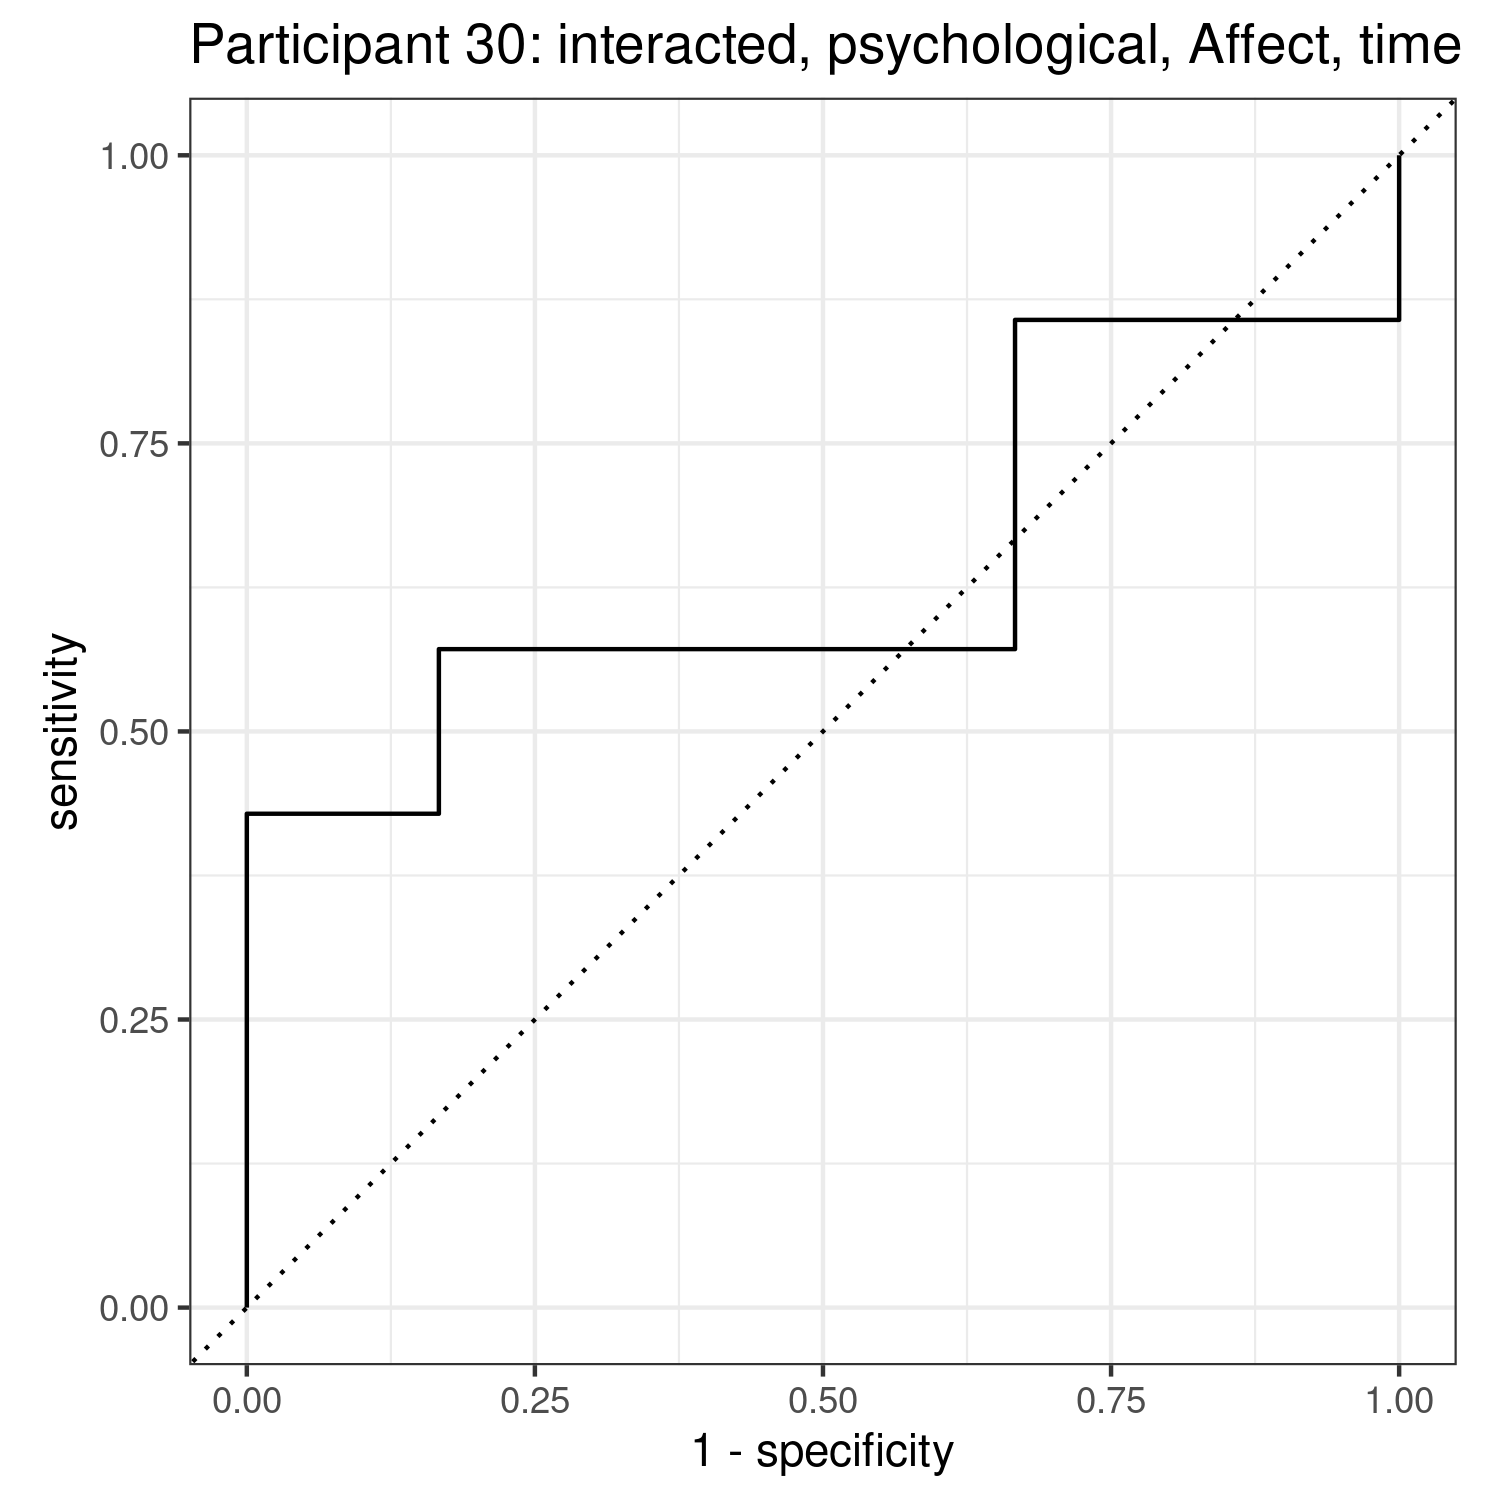 Participant 30: interacted, psychological, Affect, time
1.00
0.75
0.50
0.25
0.00
sensitivity
0.00 0.25 0.50 0.75 1.00
1 - specificity